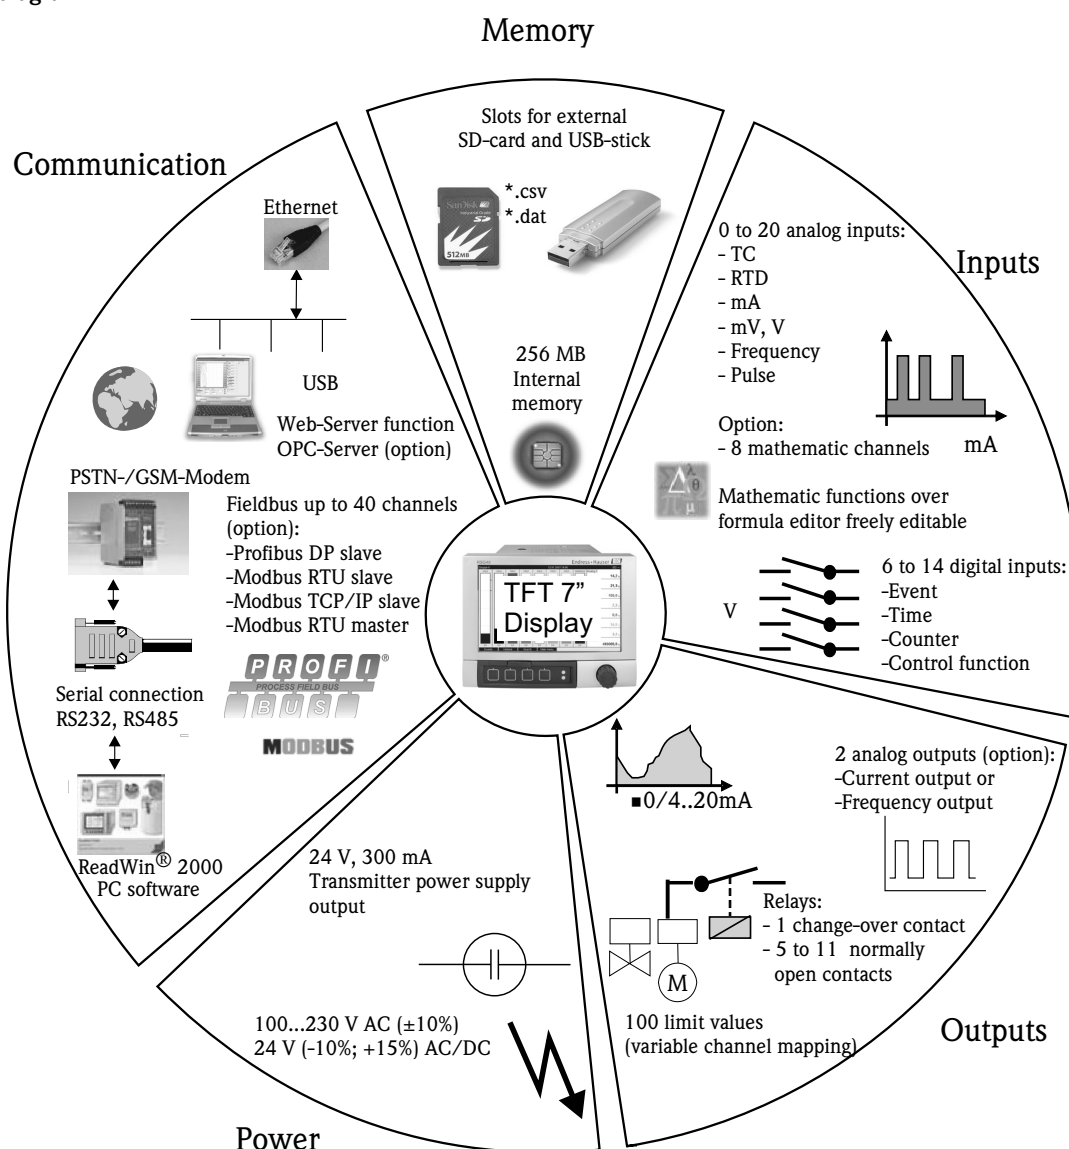 Memory
Slots for external
SD-card and USB-stick
*.csv
*.dat
SanDisk
SD
512MB
256 MB
Internal
memory
Communication
Ethernet
USB
Web-Server function
OPC-Server (option)
PSTN-/GSM-Modem
Fieldbus up to 40 channels
(option):
-Profibus DP slave
-Modbus RTU slave
-Modbus TCP/IP slave
-Modbus RTU master
PROFI®
PROCESS FIELD BUS
BUS
MODBUS
Serial connection
RS232, RS485
ReadWin® 2000
PC software
Inputs
0 to 20 analog inputs:
- TC
- RTD
- mA
- mV, V
- Frequency
- Pulse
mA
Option:
- 8 mathematic channels
Δ λ θ π μ
Mathematic functions over
formula editor freely editable
V
6 to 14 digital inputs:
-Event
-Time
-Counter
-Control function
Endress+Hauser
TFT 7”
Display
■0/4..20mA
2 analog outputs (option):
-Current output or
-Frequency output
Relays:
- 1 change-over contact
- 5 to 11 normally
open contacts
M
100 limit values
(variable channel mapping)
Outputs
24 V, 300 mA
Transmitter power supply
output
100...230 V AC (±10%)
24 V (-10%; +15%) AC/DC
Power